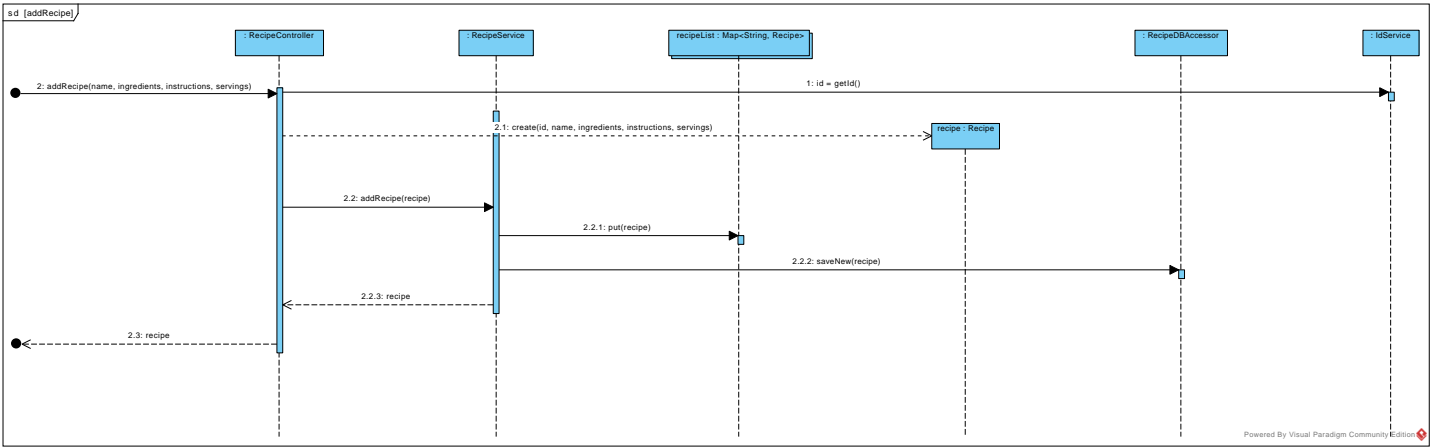 sd [addRecipe]
: RecipeController
: RecipeService
recipeList : Map<String, Recipe>
: RecipeDBAccessor
: IdService
2: addRecipe(name, ingredients, instructions, servings)
1: id = getId()
2.1: create(id, name, ingredients, instructions, servings)
recipe : Recipe
2.2: addRecipe(recipe)
2.2.1: put(recipe)
2.2.2: saveNew(recipe)
2.2.3: recipe
2.3: recipe
Powered By Visual Paradigm Community Edition